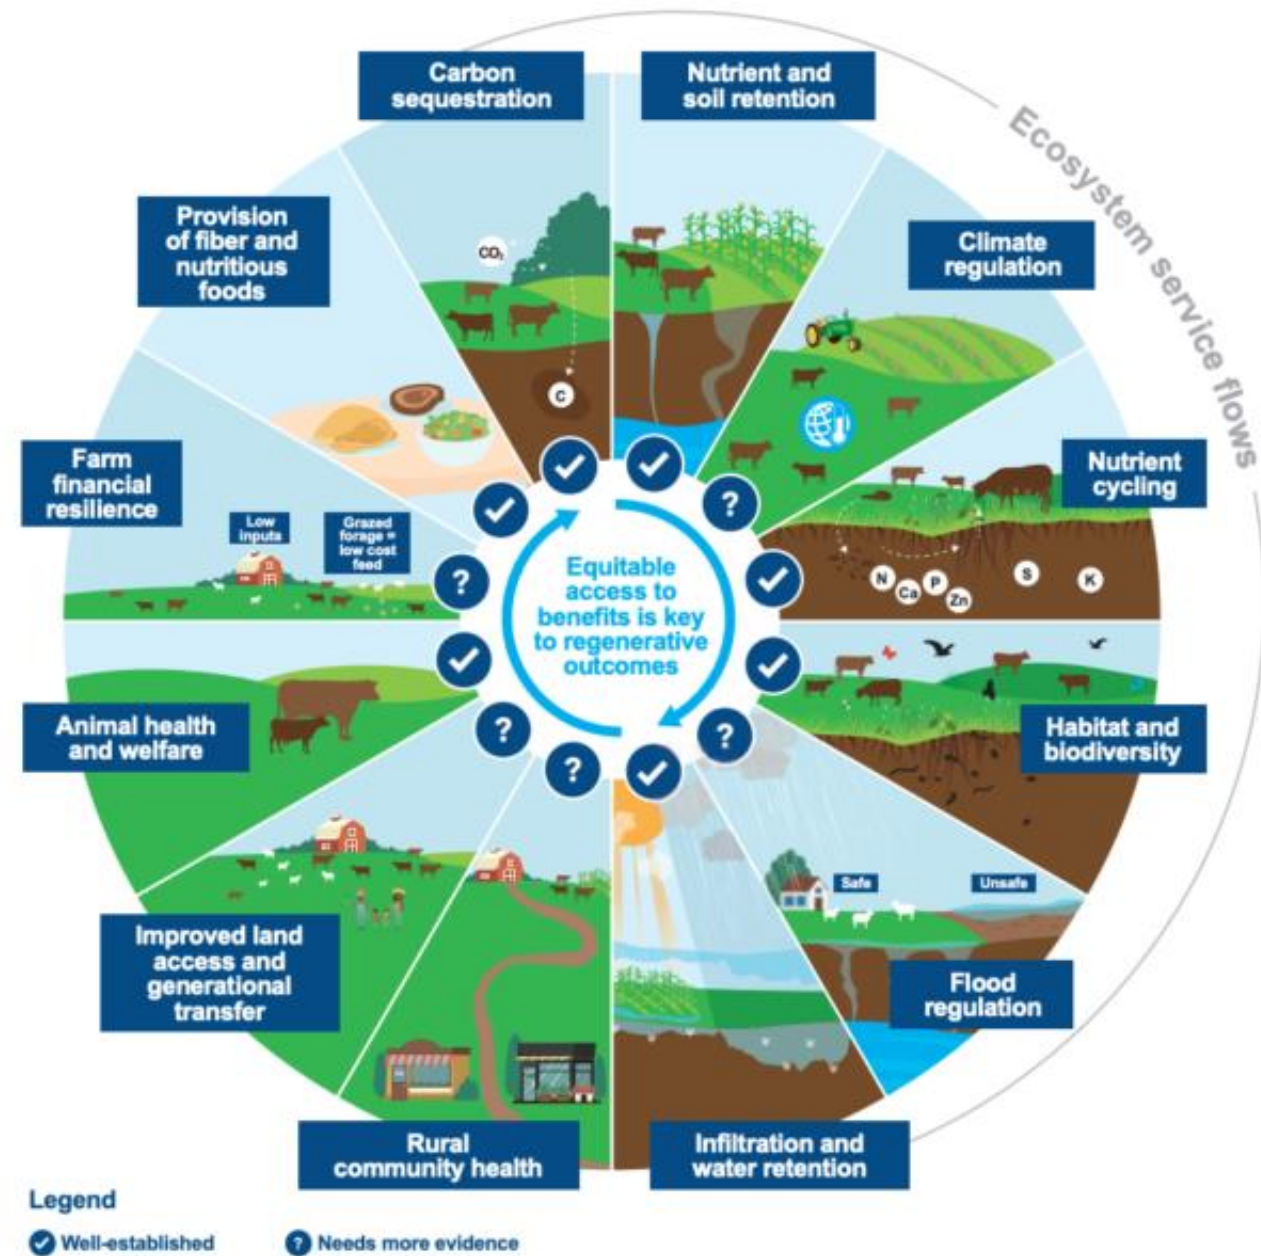 Carbon
sequestration
Nutrient and
soil retention
Ecosystem service flows
Provision
of fiber and
nutritious
foods
Climate
regulation
CO₂
C
Farm
financial
resilience
Low
inputs
Grazed
forage =
low cost
feed
Nutrient
cycling
N
Ca
P
Zn
S
K
Equitable
access to
benefits is key
to regenerative
outcomes
Animal health
and welfare
Habitat and
biodiversity
Safe
Unsafe
Improved land
access and
generational
transfer
Flood
regulation
Rural
community health
Infiltration and
water retention
Legend
Well-established
? Needs more evidence
?
?
?
?
?